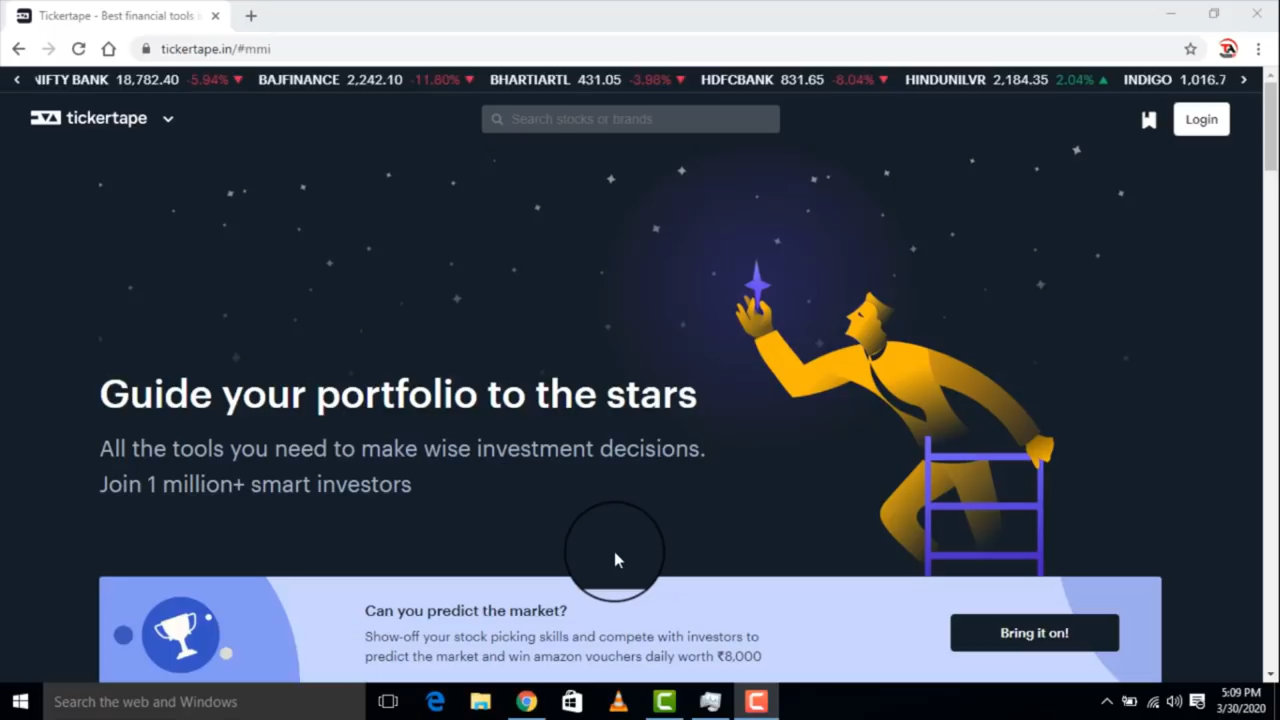 Tickertape - Best financial tools
tickertape.in/#mmi
NIFTY BANK 18,782.40 -5.94% BAJFINANCE 2,242.10 -11.80% BHARTIARTL 431.05 -3.98% HDFCBANK 831.65 -8.04% HINDUNILVR 2,184.35 2.04% INDIGO 1,016.7
tickertape
Search stocks or brands
Login
Guide your portfolio to the stars
All the tools you need to make wise investment decisions.
Join 1 million+ smart investors
Can you predict the market?
Show-off your stock picking skills and compete with investors to
predict the market and win amazon vouchers daily worth ₹8,000
Bring it on!
Search the web and Windows
5:09 PM
3/30/2020